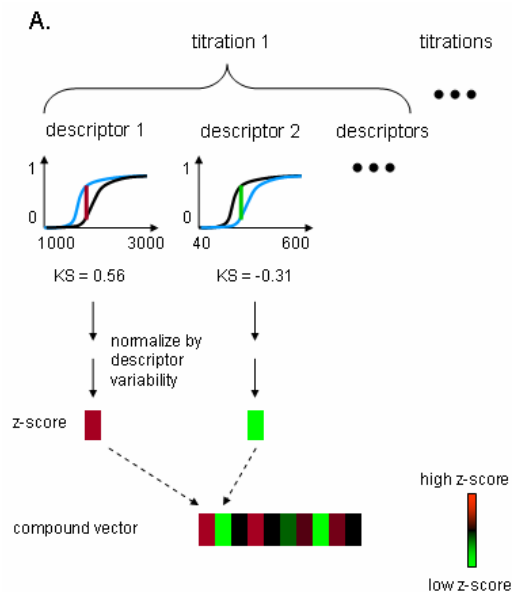 A.
titration 1
titrations
descriptor 1
descriptor 2
descriptors
1
0
1000
3000
1
0
40
600
KS = 0.56
KS = -0.31
normalize by
descriptor
variability
z-score
high z-score
compound vector
low z-score